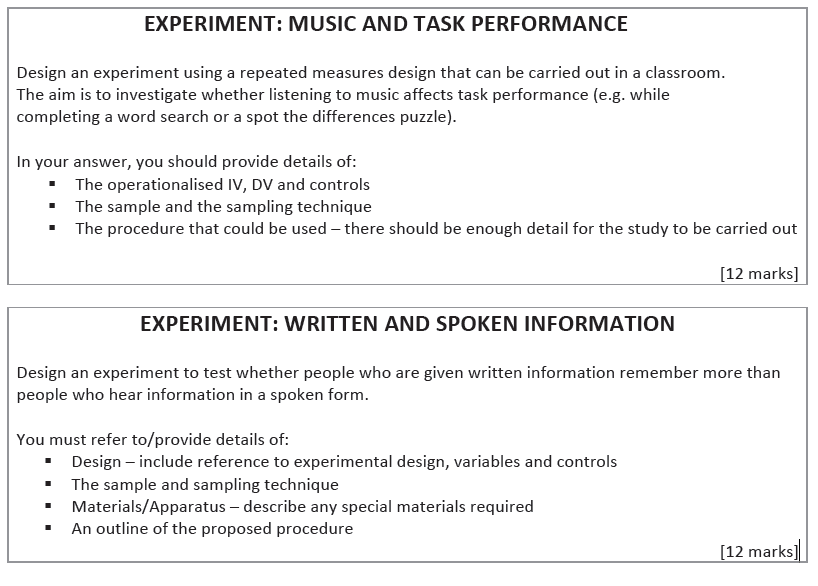 EXPERIMENT: MUSIC AND TASK PERFORMANCE
Design an experiment using a repeated measures design that can be carried out in a classroom.
The aim is to investigate whether listening to music affects task performance (e.g. while
completing a word search or a spot the differences puzzle).
In your answer, you should provide details of:
▪ The operationalised IV, DV and controls
▪ The sample and the sampling technique
▪ The procedure that could be used – there should be enough detail for the study to be carried out
[12 marks]
EXPERIMENT: WRITTEN AND SPOKEN INFORMATION
Design an experiment to test whether people who are given written information remember more than
people who hear information in a spoken form.
You must refer to/provide details of:
▪ Design – include reference to experimental design, variables and controls
▪ The sample and sampling technique
▪ Materials/Apparatus – describe any special materials required
▪ An outline of the proposed procedure
[12 marks]